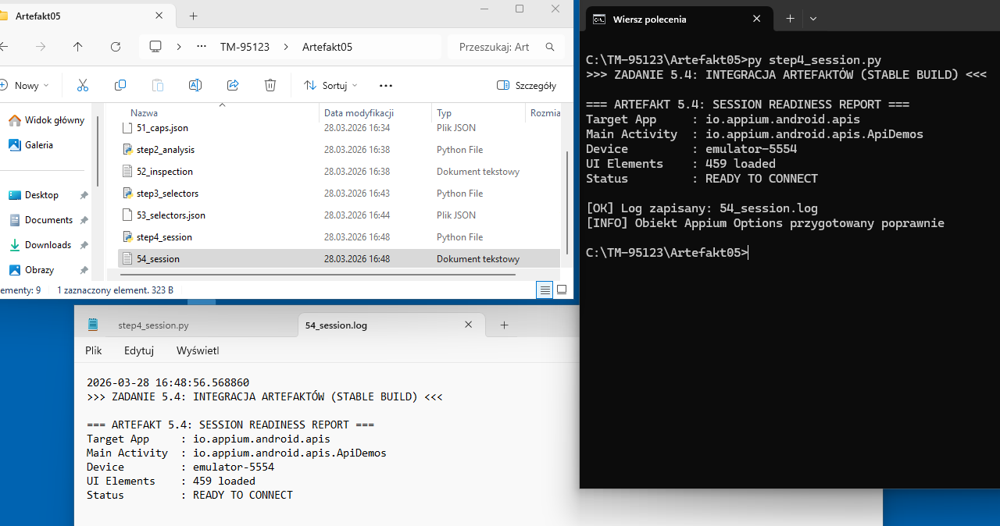 Artefakt05
TM-95123
Artefakt05
Przeszukaj: Art
Nowy
Sortuj
Szczegóły
Widok główny
Galeria
Desktop
Documents
Downloads
Obrazy
Nazwa Data modyfikacji Typ Rozmia
51_caps.json 28.03.2026 16:34 Plik JSON
step2_analysis 28.03.2026 16:38 Python File
52_inspection 28.03.2026 16:38 Dokument tekstowy
step3_selectors 28.03.2026 16:43 Python File
53_selectors.json 28.03.2026 16:44 Plik JSON
step4_session 28.03.2026 16:48 Python File
54_session 28.03.2026 16:48 Dokument tekstowy
ementy: 9 1 zaznaczony element. 323 B
Wiersz polecenia
C:\TM-95123\Artefakt05>py step4_session.py
>>> ZADANIE 5.4: INTEGRACJA ARTEFAKTÓW (STABLE BUILD) <<<
=== ARTEFAKT 5.4: SESSION READINESS REPORT ===
Target App : io.appium.android.apis
Main Activity : io.appium.android.apis.ApiDemos
Device : emulator-5554
UI Elements : 459 loaded
Status : READY TO CONNECT
[OK] Log zapisany: 54_session.log
[INFO] Obiekt Appium Options przygotowany poprawnie
C:\TM-95123\Artefakt05>
step4_session.py
54_session.log
Plik Edytuj Wyświetl
2026-03-28 16:48:56.568860
>>> ZADANIE 5.4: INTEGRACJA ARTEFAKTÓW (STABLE BUILD) <<<
=== ARTEFAKT 5.4: SESSION READINESS REPORT ===
Target App : io.appium.android.apis
Main Activity : io.appium.android.apis.ApiDemos
Device : emulator-5554
UI Elements : 459 loaded
Status : READY TO CONNECT